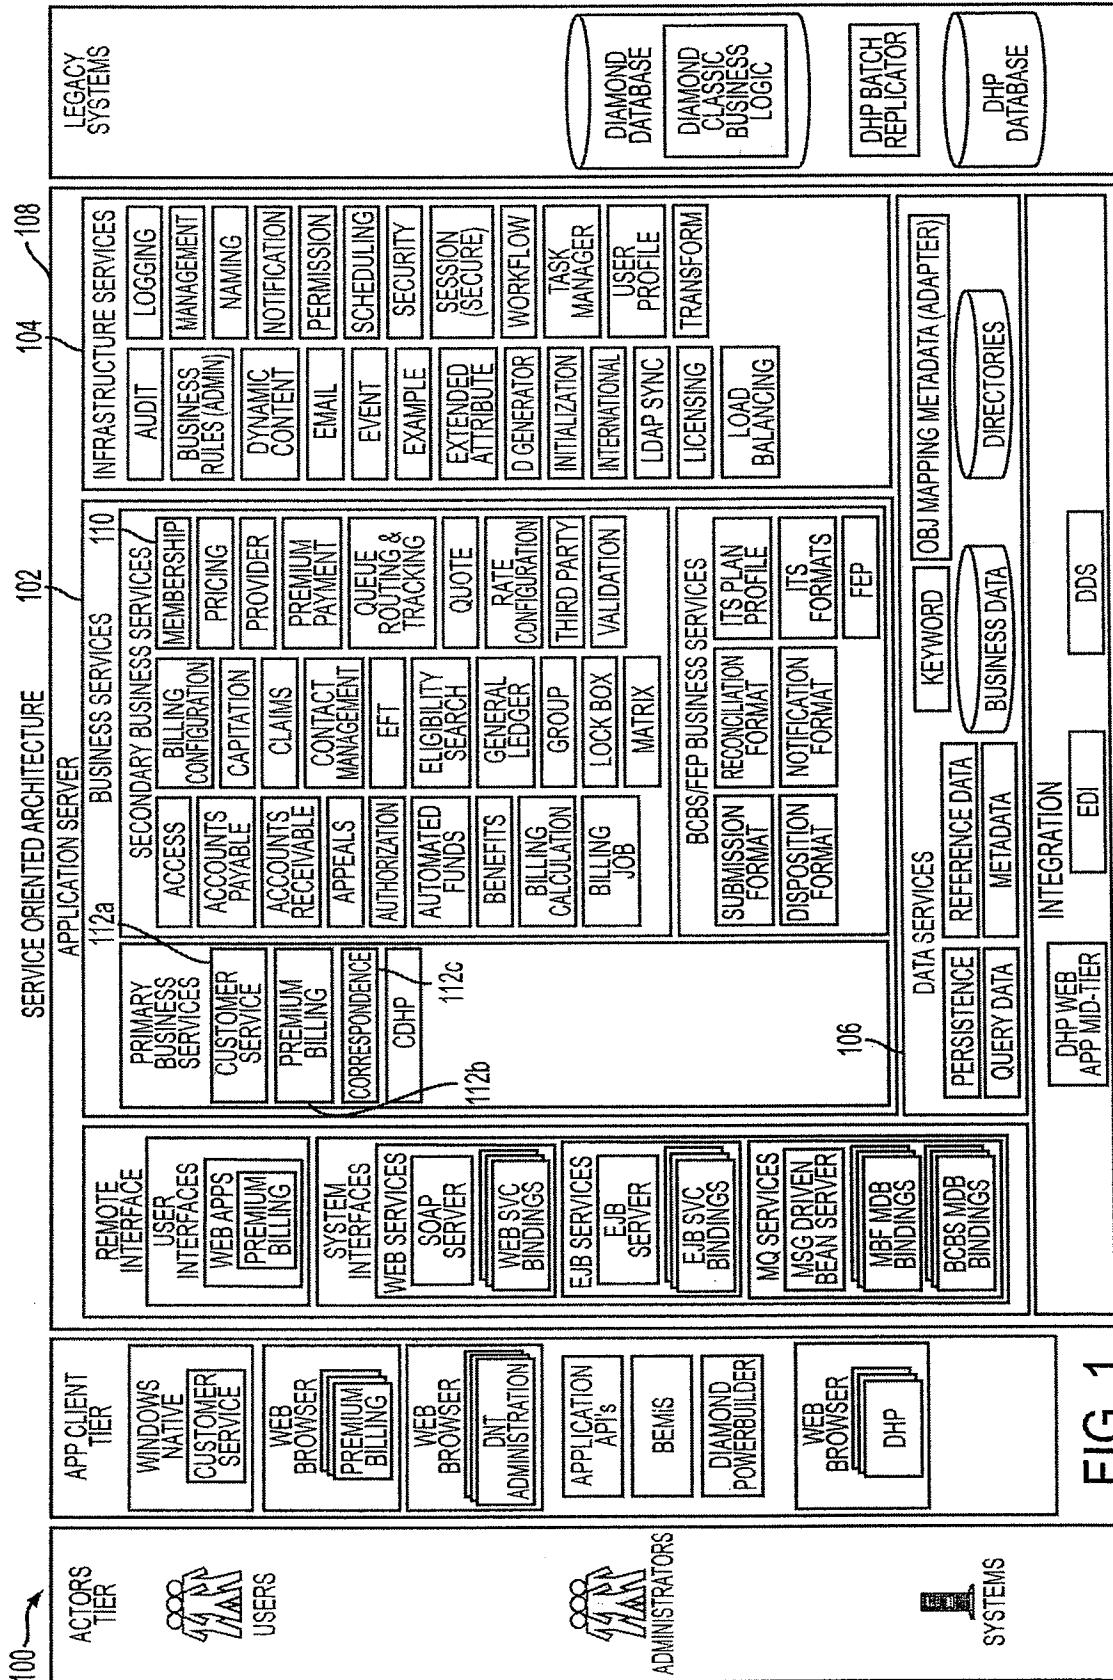 SERVICE ORIENTED ARCHITECTURE
100
ACTORS
TIER
USERS
ADMINISTRATORS
SYSTEMS
APP CLIENT
TIER
WINDOWS
NATIVE
CUSTOMER
SERVICE
WEB
BROWSER
PREMIUM
BILLING
WEB
BROWSER
DNT
ADMINISTRATION
APPLICATION
API's
BEMiS
DIAMOND
POWERBUILDER
WEB
BROWSER
DHP
APPLICATION SERVER
108
REMOTE
INTERFACE
USER
INTERFACES
WEB APPS
PREMIUM
BILLING
SYSTEM
INTERFACES
WEB SERVICES
SOAP
SERVER
WEB SVC
BINDINGS
EJB SERVICES
EJB
SERVER
EJB SVC
BINDINGS
MQ SERVICES
MSG DRIVEN
BEAN SERVER
MBF MDB
BINDINGS
BCBS MDB
BINDINGS
BUSINESS SERVICES
102
PRIMARY
BUSINESS
SERVICES
CUSTOMER
SERVICE
112a
PREMIUM
BILLING
112b
CORRESPONDENCE
112c
CDHP
SECONDARY BUSINESS SERVICES
110
ACCESS
ACCOUNTS
PAYABLE
ACCOUNTS
RECEIVABLE
APPEALS
AUTHORIZATION
AUTOMATED
FUNDS
BENEFITS
BILLING
CALCULATION
BILLING
JOB
BILLING
CONFIGURATION
CAPITATION
CLAIMS
CONTACT
MANAGEMENT
EFT
ELIGIBILITY
SEARCH
GENERAL
LEDGER
GROUP
LOCK BOX
MATRIX
MEMBERSHIP
PRICING
PROVIDER
PREMIUM
PAYMENT
QUEUE
ROUTING &
TRACKING
QUOTE
RATE
CONFIGURATION
THIRD PARTY
VALIDATION
BCBS/FEP BUSINESS SERVICES
SUBMISSION
FORMAT
DISPOSITION
FORMAT
RECONCILIATION
FORMAT
NOTIFICATION
FORMAT
ITS PLAN
PROFILE
ITS
FORMATS
FEP
INFRASTRUCTURE SERVICES
104
AUDIT
BUSINESS
RULES (ADMIN)
DYNAMIC
CONTENT
EMAIL
EVENT
EXAMPLE
EXTENDED
ATTRIBUTE
D GENERATOR
INITIALIZATION
INTERNATIONAL
LDAP SYNC
LICENSING
LOAD
BALANCING
LOGGING
MANAGEMENT
NAMING
NOTIFICATION
PERMISSION
SCHEDULING
SECURITY
SESSION
(SECURE)
WORKFLOW
TASK
MANAGER
USER
PROFILE
TRANSFORM
106
DATA SERVICES
PERSISTENCE
QUERY DATA
REFERENCE DATA
METADATA
KEYWORD
OBJ MAPPING METADATA (ADAPTER)
BUSINESS DATA
DIRECTORIES
INTEGRATION
DHP WEB
APP MID-TIER
EDI
DDS
LEGACY
SYSTEMS
DIAMOND
DATABASE
DIAMOND
CLASSIC
BUSINESS
LOGIC
DHP BATCH
REPLICATOR
DHP
DATABASE
FIG. 1